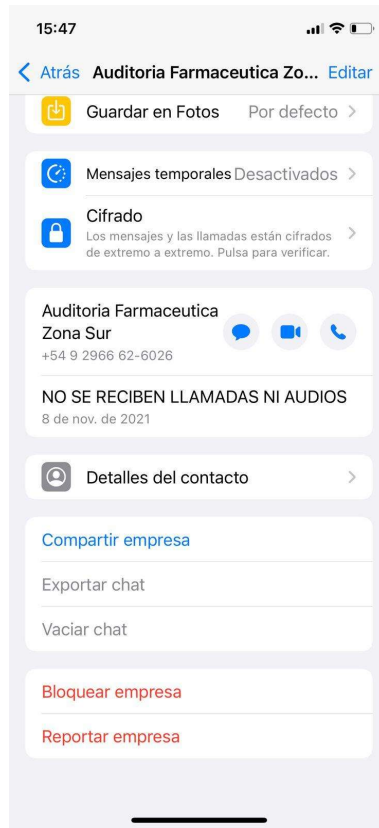 15:47
Atrás Auditoria Farmaceutica Zo... Editar
Guardar en Fotos Por defecto
Mensajes temporales Desactivados
Cifrado
Los mensajes y las llamadas están cifrados
de extremo a extremo. Pulsa para verificar.
Auditoria Farmaceutica
Zona Sur
+54 9 2966 62-6026
NO SE RECIBEN LLAMADAS NI AUDIOS
8 de nov. de 2021
Detalles del contacto
Compartir empresa
Exportar chat
Vaciar chat
Bloquear empresa
Reportar empresa